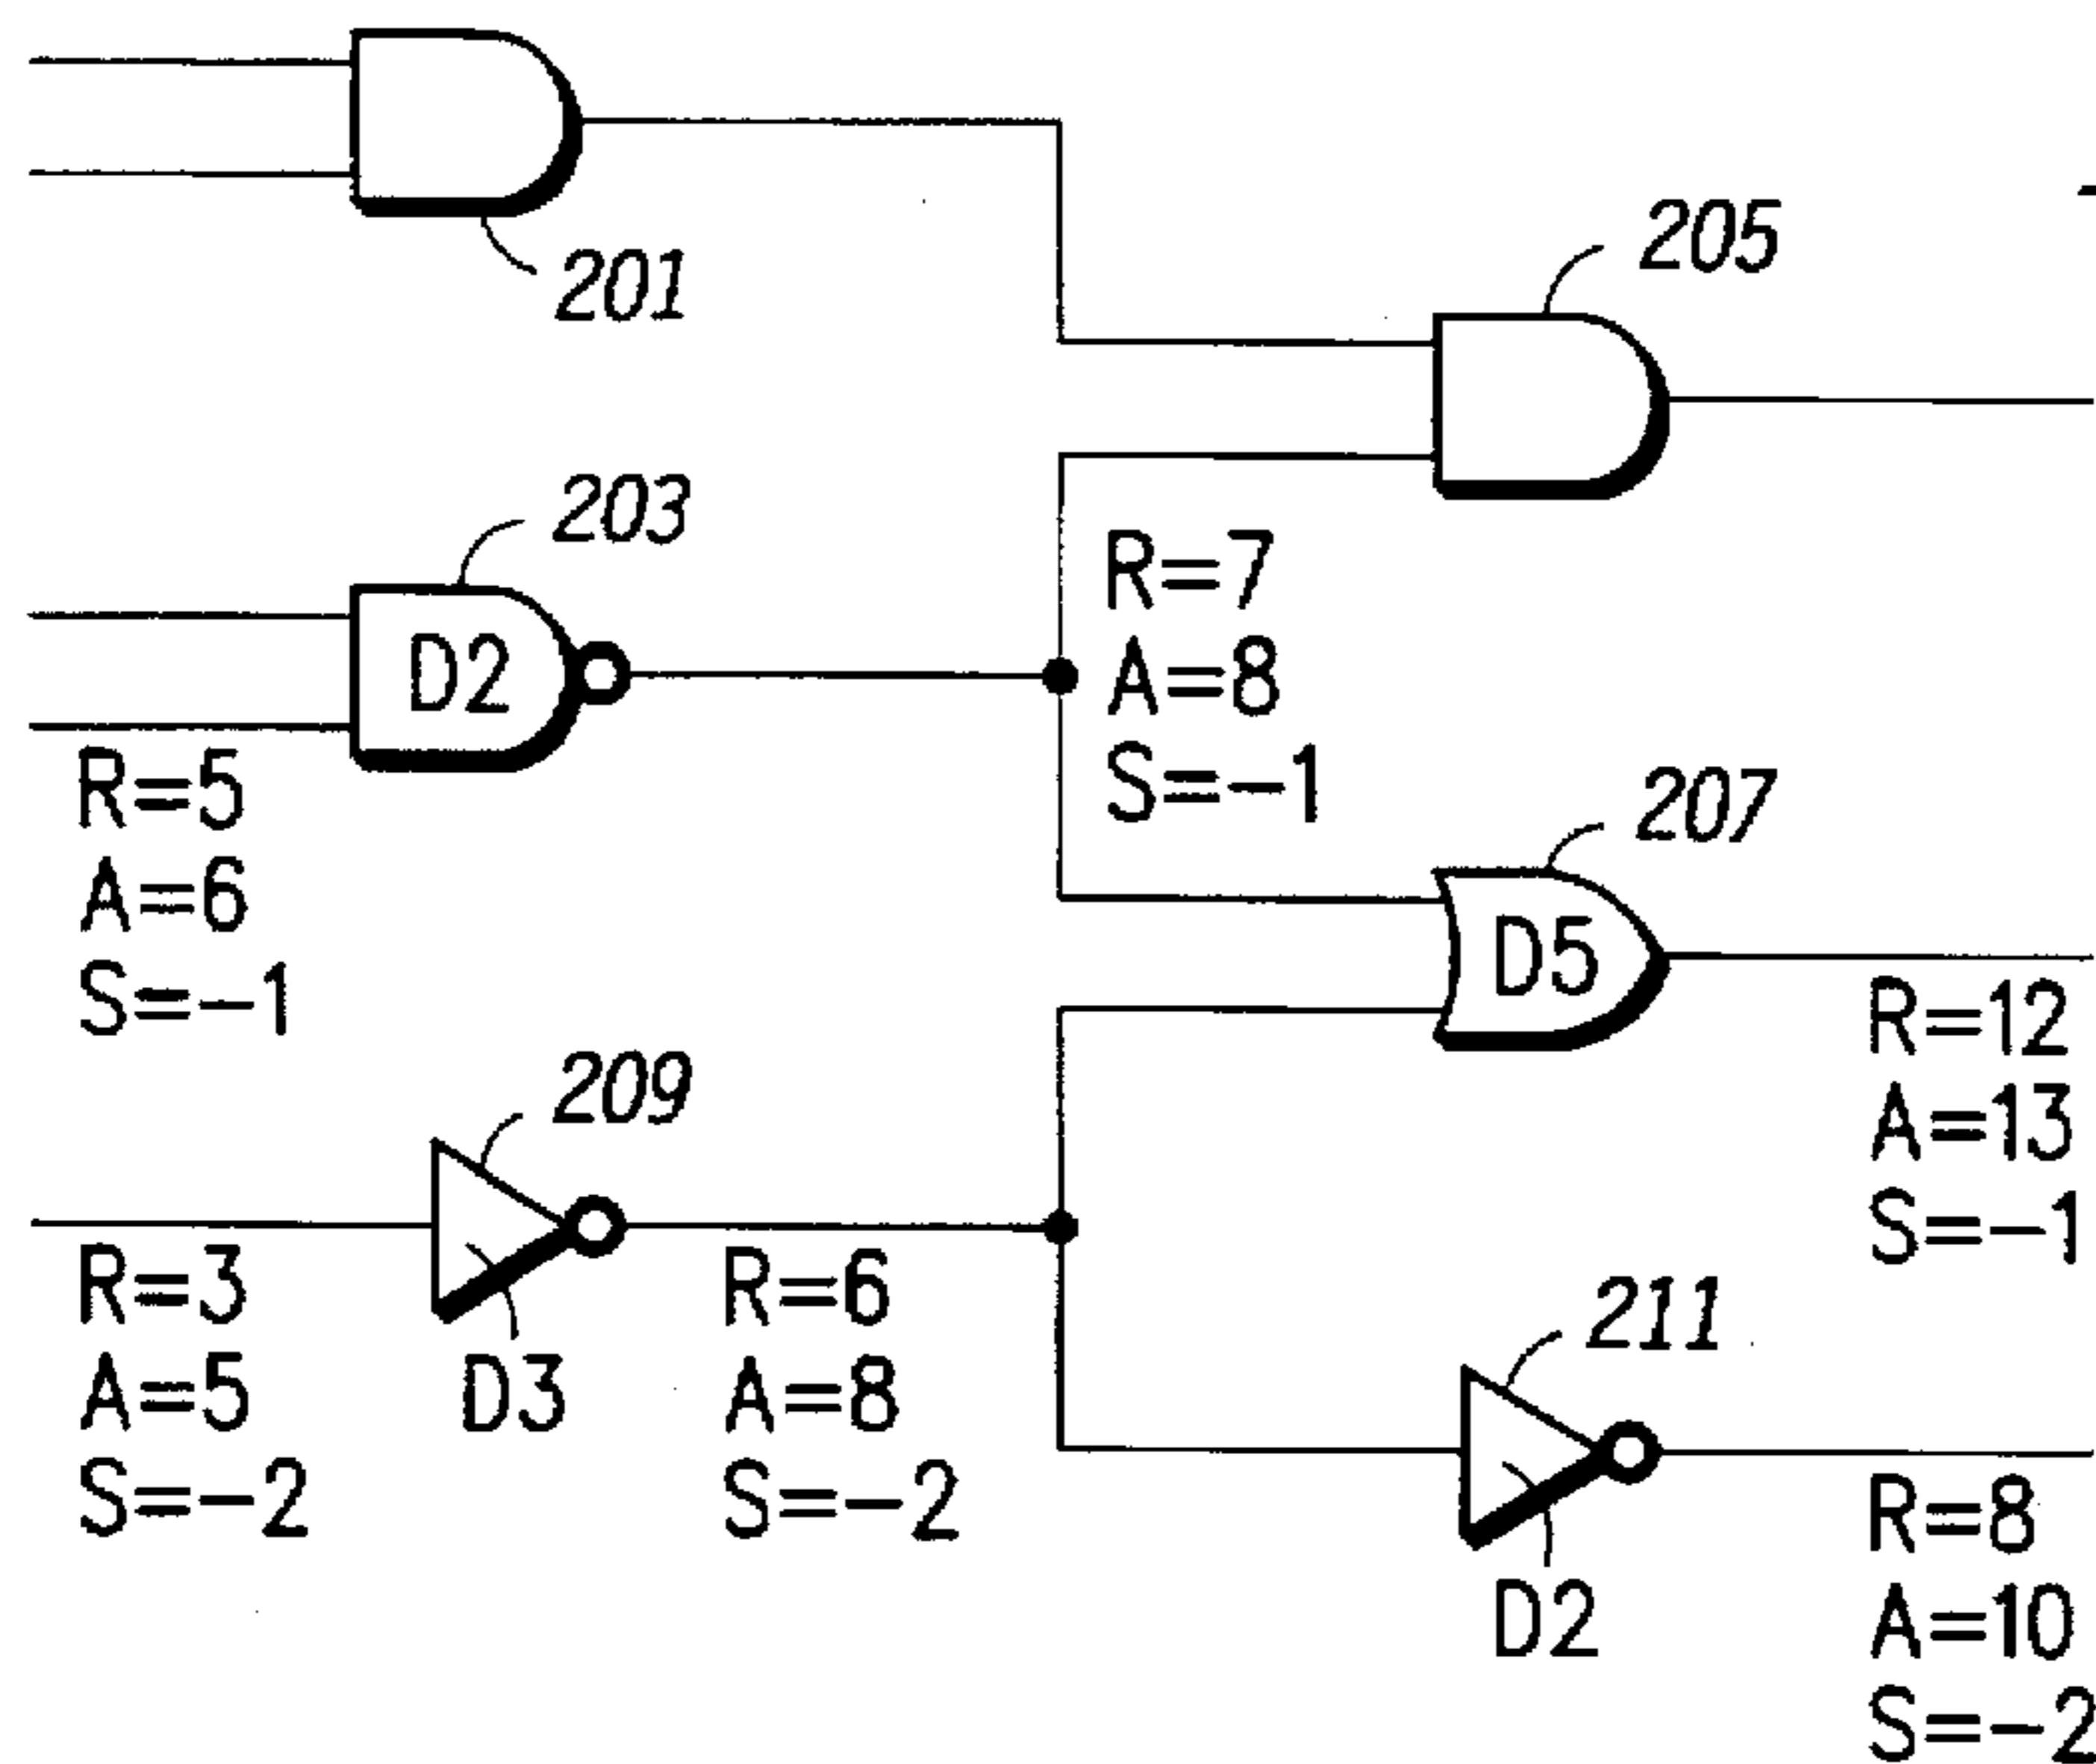 201
205
203
D2
R=7
A=8
S=-1
R=5
A=6
S=-1
207
D5
R=12
A=13
S=-1
209
R=3
A=5
S=-2
D3
R=6
A=8
S=-2
211
D2
R=8
A=10
S=-2